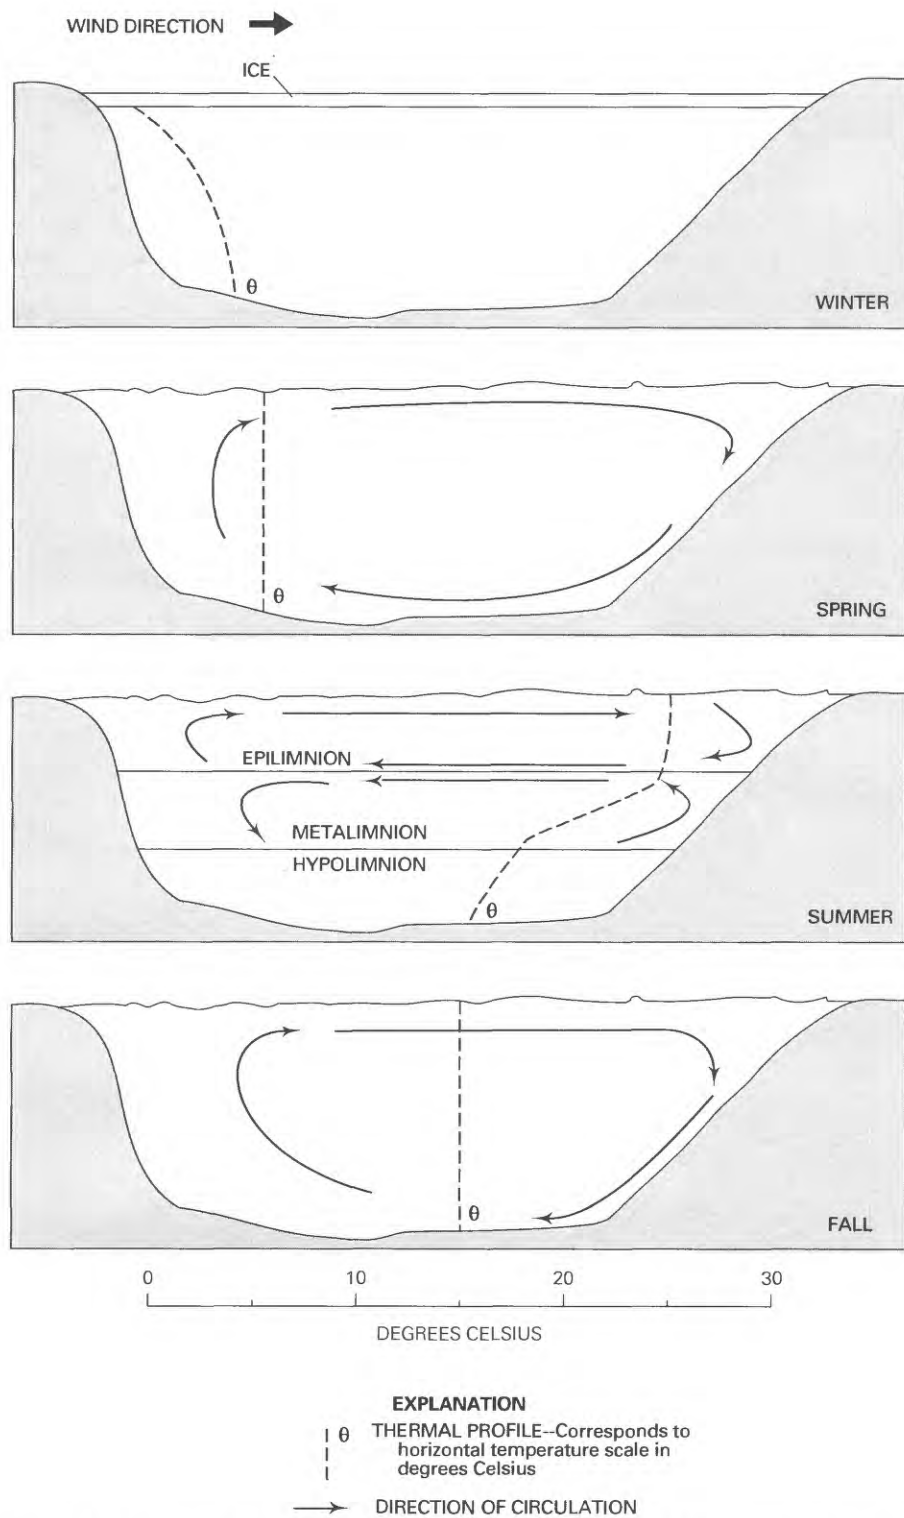 WIND DIRECTION
ICE
θ
WINTER
θ
SPRING
EPILIMNION
METALIMNION
HYPOLIMNION
θ
SUMMER
θ
FALL
0 10 20 30
DEGREES CELSIUS
EXPLANATION
θ THERMAL PROFILE--Corresponds to
horizontal temperature scale in
degrees Celsius
DIRECTION OF CIRCULATION